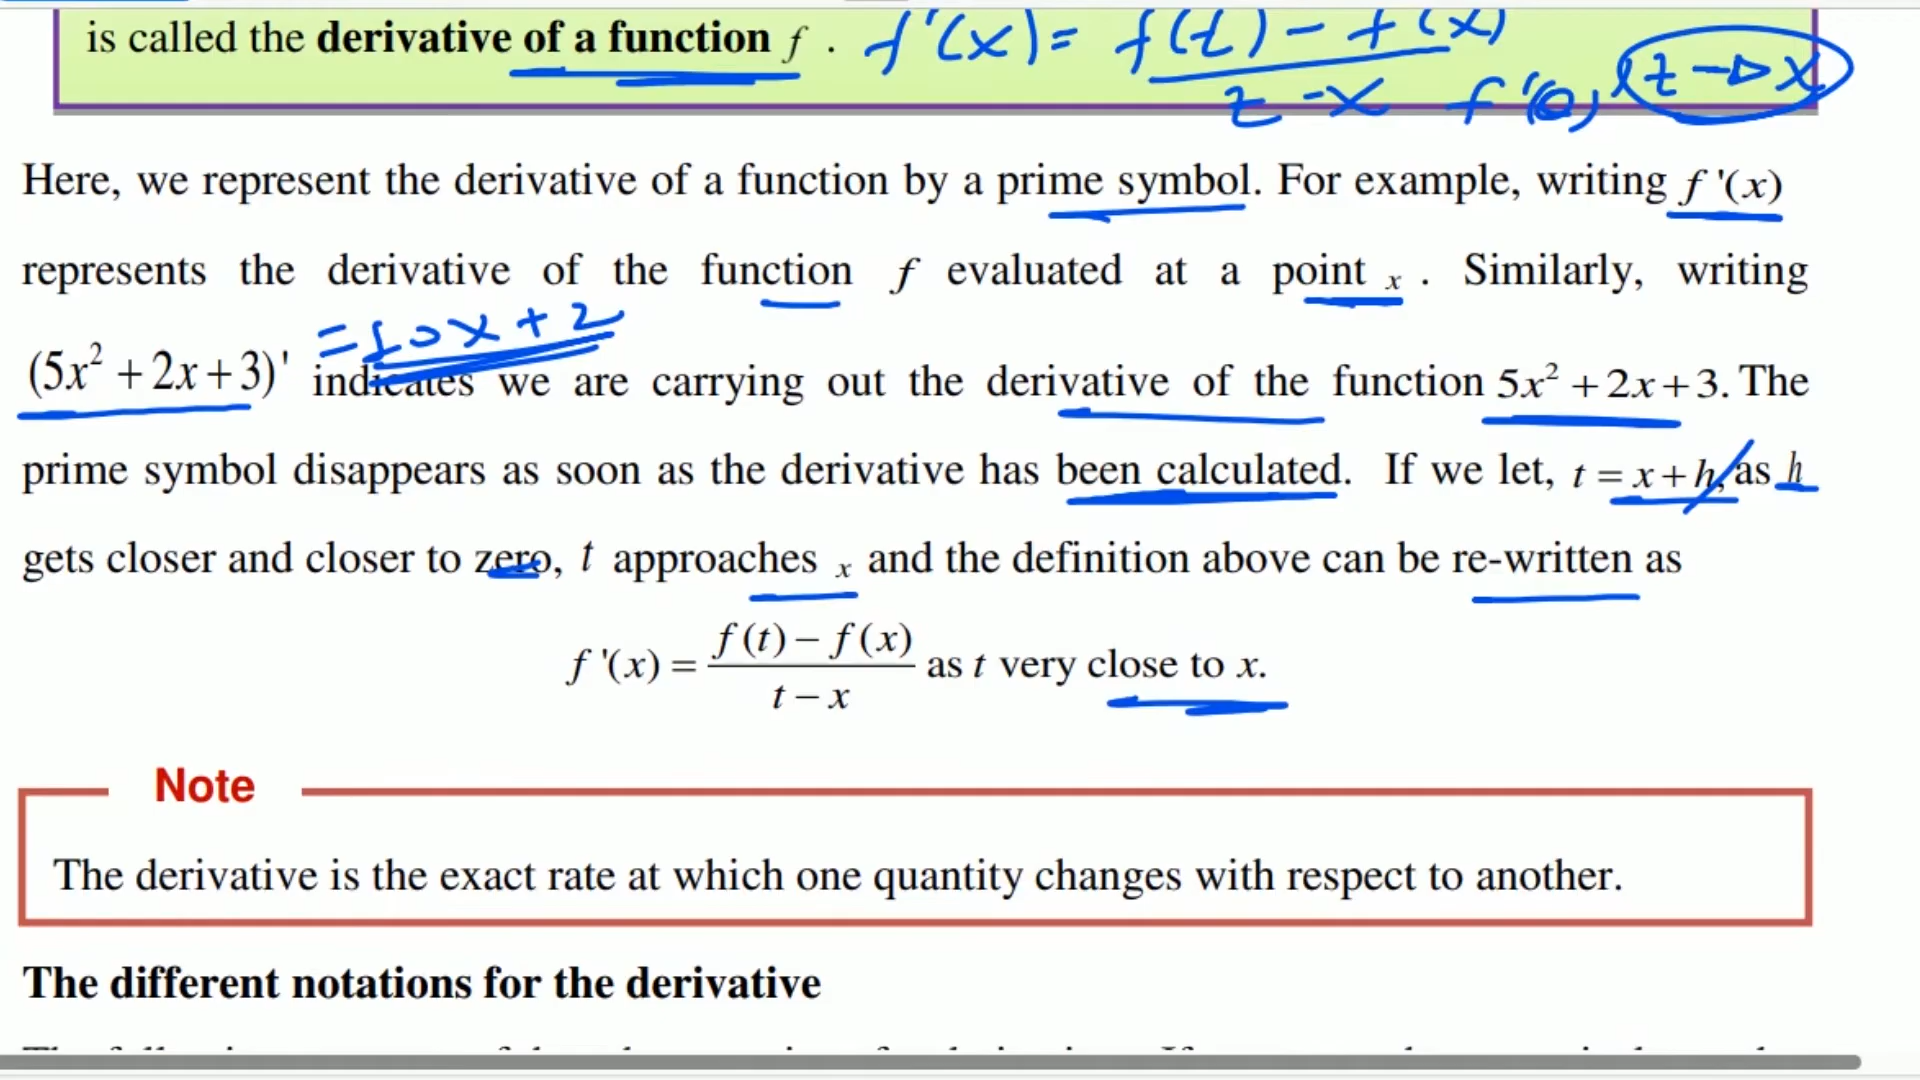 is called the derivative of a function f . f'(x) = f(t) - f(x)
t - x f'( t → x
Here, we represent the derivative of a function by a prime symbol. For example, writing f '(x)
represents the derivative of the function f evaluated at a point x . Similarly, writing
= 10x + 2
(5x² + 2x + 3)' indicates we are carrying out the derivative of the function 5x² + 2x + 3. The
prime symbol disappears as soon as the derivative has been calculated. If we let, t = x + h, as h
gets closer and closer to zero, t approaches x and the definition above can be re-written as
f '(x) = f (t) – f (x) / t – x as t very close to x.
Note
The derivative is the exact rate at which one quantity changes with respect to another.
The different notations for the derivative